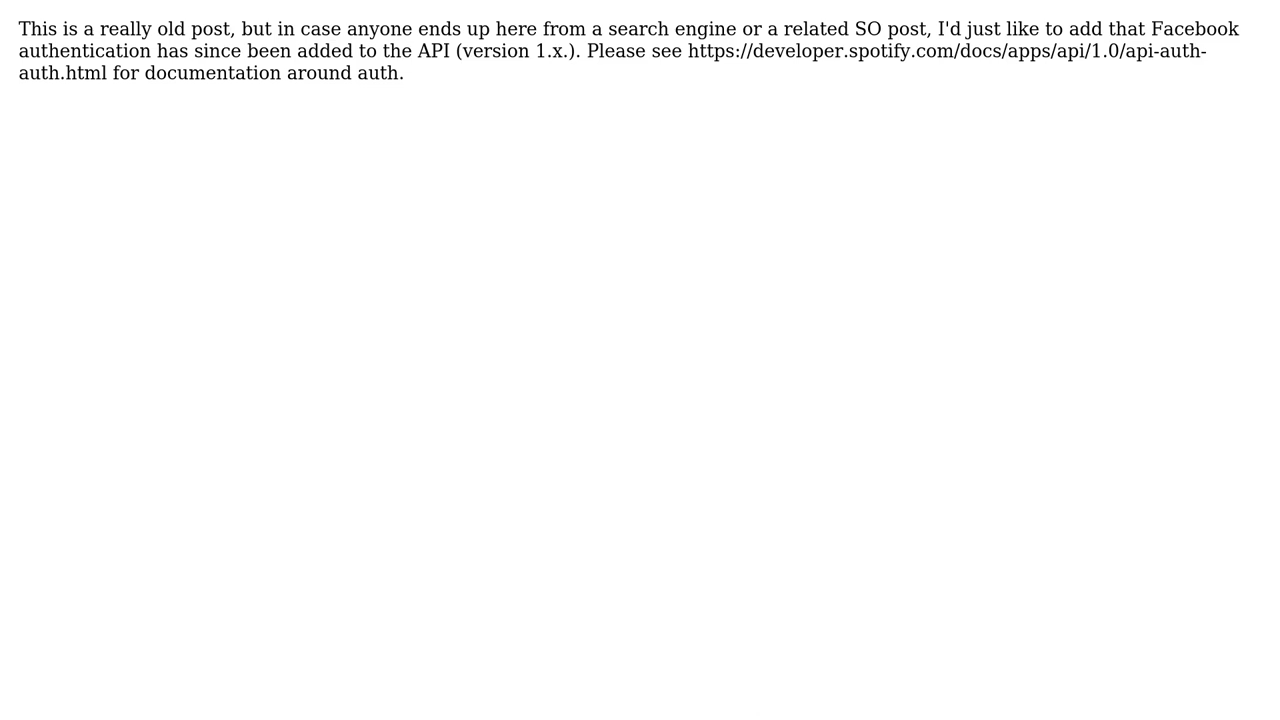 This is a really old post, but in case anyone ends up here from a search engine or a related SO post, I'd just like to add that Facebook
authentication has since been added to the API (version 1.x.). Please see https://developer.spotify.com/docs/apps/api/1.0/api-auth-
auth.html for documentation around auth.